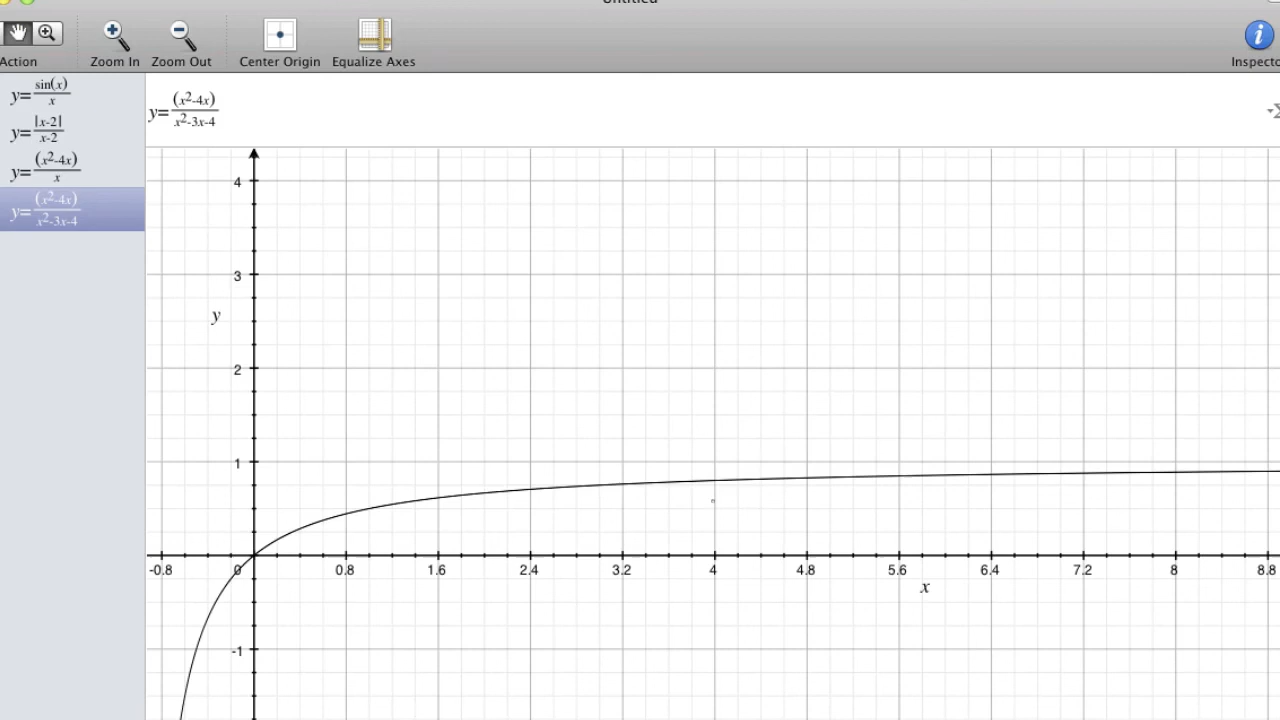 Untitled
Action Zoom In Zoom Out Center Origin Equalize Axes
y=sin(x)/x
y=|x-2|/x-2
y=(x²-4x)/x
y=(x²-4x)/x²-3x-4
y=(x²-4x)/x²-3x-4
4
3
y
2
1
-0.8 0 0.8 1.6 2.4 3.2 4 4.8 5.6 6.4 7.2 8 8.8
x
-1